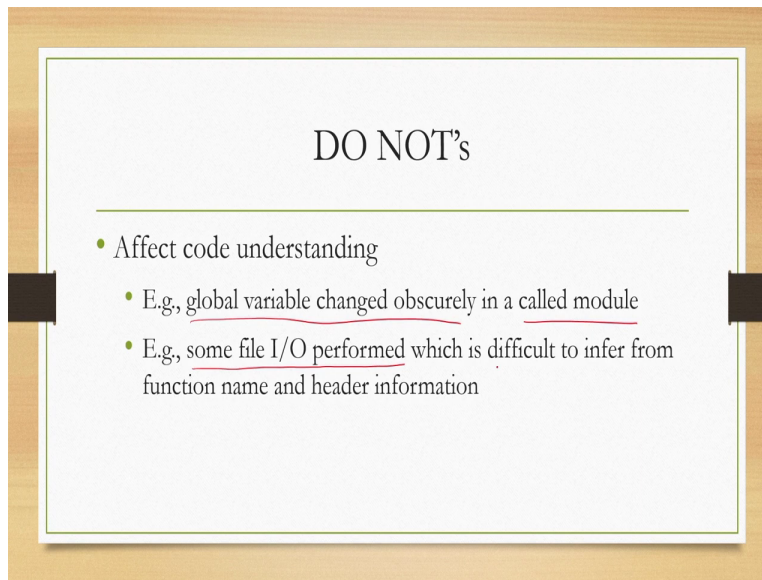 DO NOT's
• Affect code understanding
• E.g., global variable changed obscurely in a called module
• E.g., some file I/O performed which is difficult to infer from
function name and header information